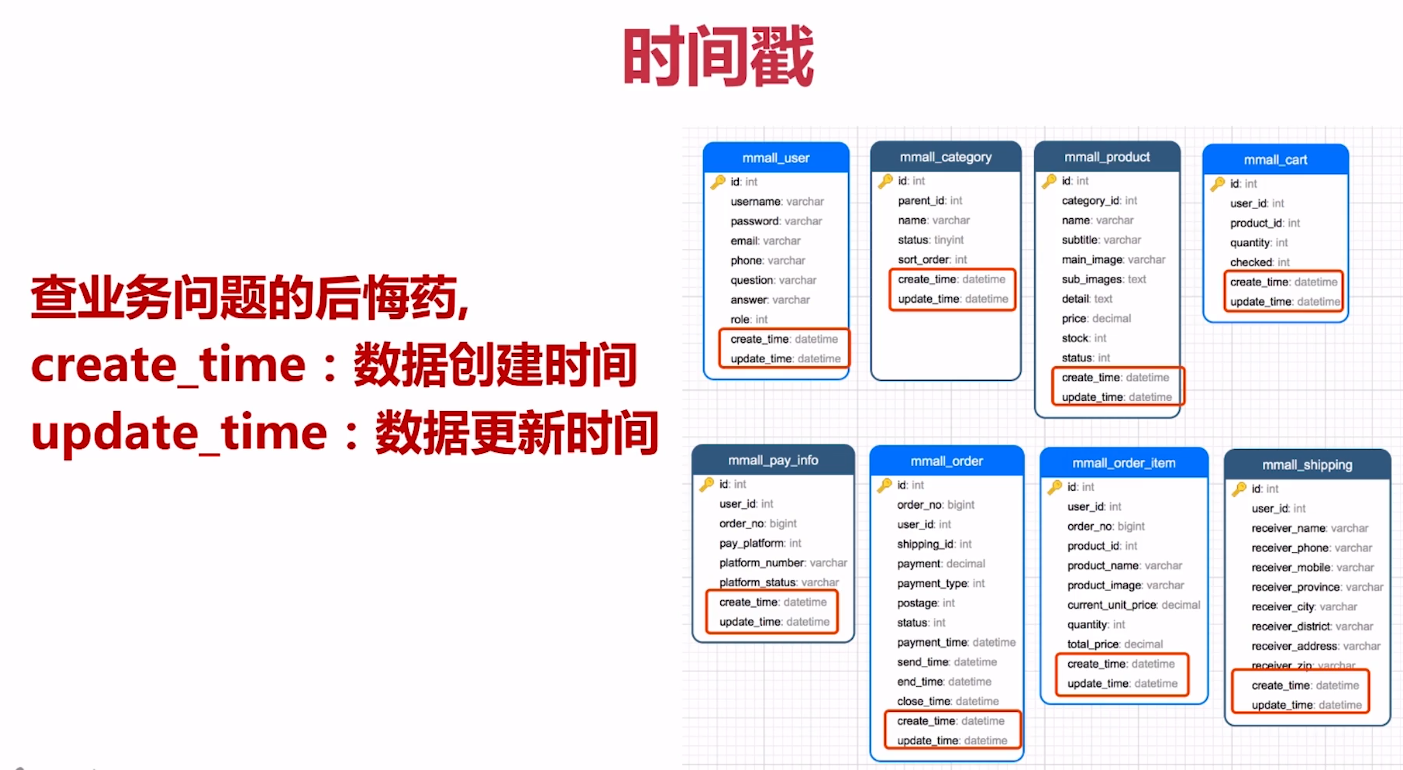 时间戳
查业务问题的后悔药,
create_time：数据创建时间
update_time：数据更新时间
mmall_user
id: int
username: varchar
password: varchar
email: varchar
phone: varchar
question: varchar
answer: varchar
role: int
create_time: datetime
update_time: datetime
mmall_category
id: int
parent_id: int
name: varchar
status: tinyint
sort_order: int
create_time: datetime
update_time: datetime
mmall_product
id: int
category_id: int
name: varchar
subtitle: varchar
main_image: varchar
sub_images: text
detail: text
price: decimal
stock: int
status: int
create_time: datetime
update_time: datetime
mmall_cart
id: int
user_id: int
product_id: int
quantity: int
checked: int
create_time: datetime
update_time: datetime
mmall_pay_info
id: int
user_id: int
order_no: bigint
pay_platform: int
platform_number: varchar
platform_status: varchar
create_time: datetime
update_time: datetime
mmall_order
id: int
order_no: bigint
user_id: int
shipping_id: int
payment: decimal
payment_type: int
postage: int
status: int
payment_time: datetime
send_time: datetime
end_time: datetime
close_time: datetime
create_time: datetime
update_time: datetime
mmall_order_item
id: int
user_id: int
order_no: bigint
product_id: int
product_name: varchar
product_image: varchar
current_unit_price: decimal
quantity: int
total_price: decimal
create_time: datetime
update_time: datetime
mmall_shipping
id: int
user_id: int
receiver_name: varchar
receiver_phone: varchar
receiver_mobile: varchar
receiver_province: varchar
receiver_city: varchar
receiver_district: varchar
receiver_address: varchar
receiver_zip: varchar
create_time: datetime
update_time: datetime